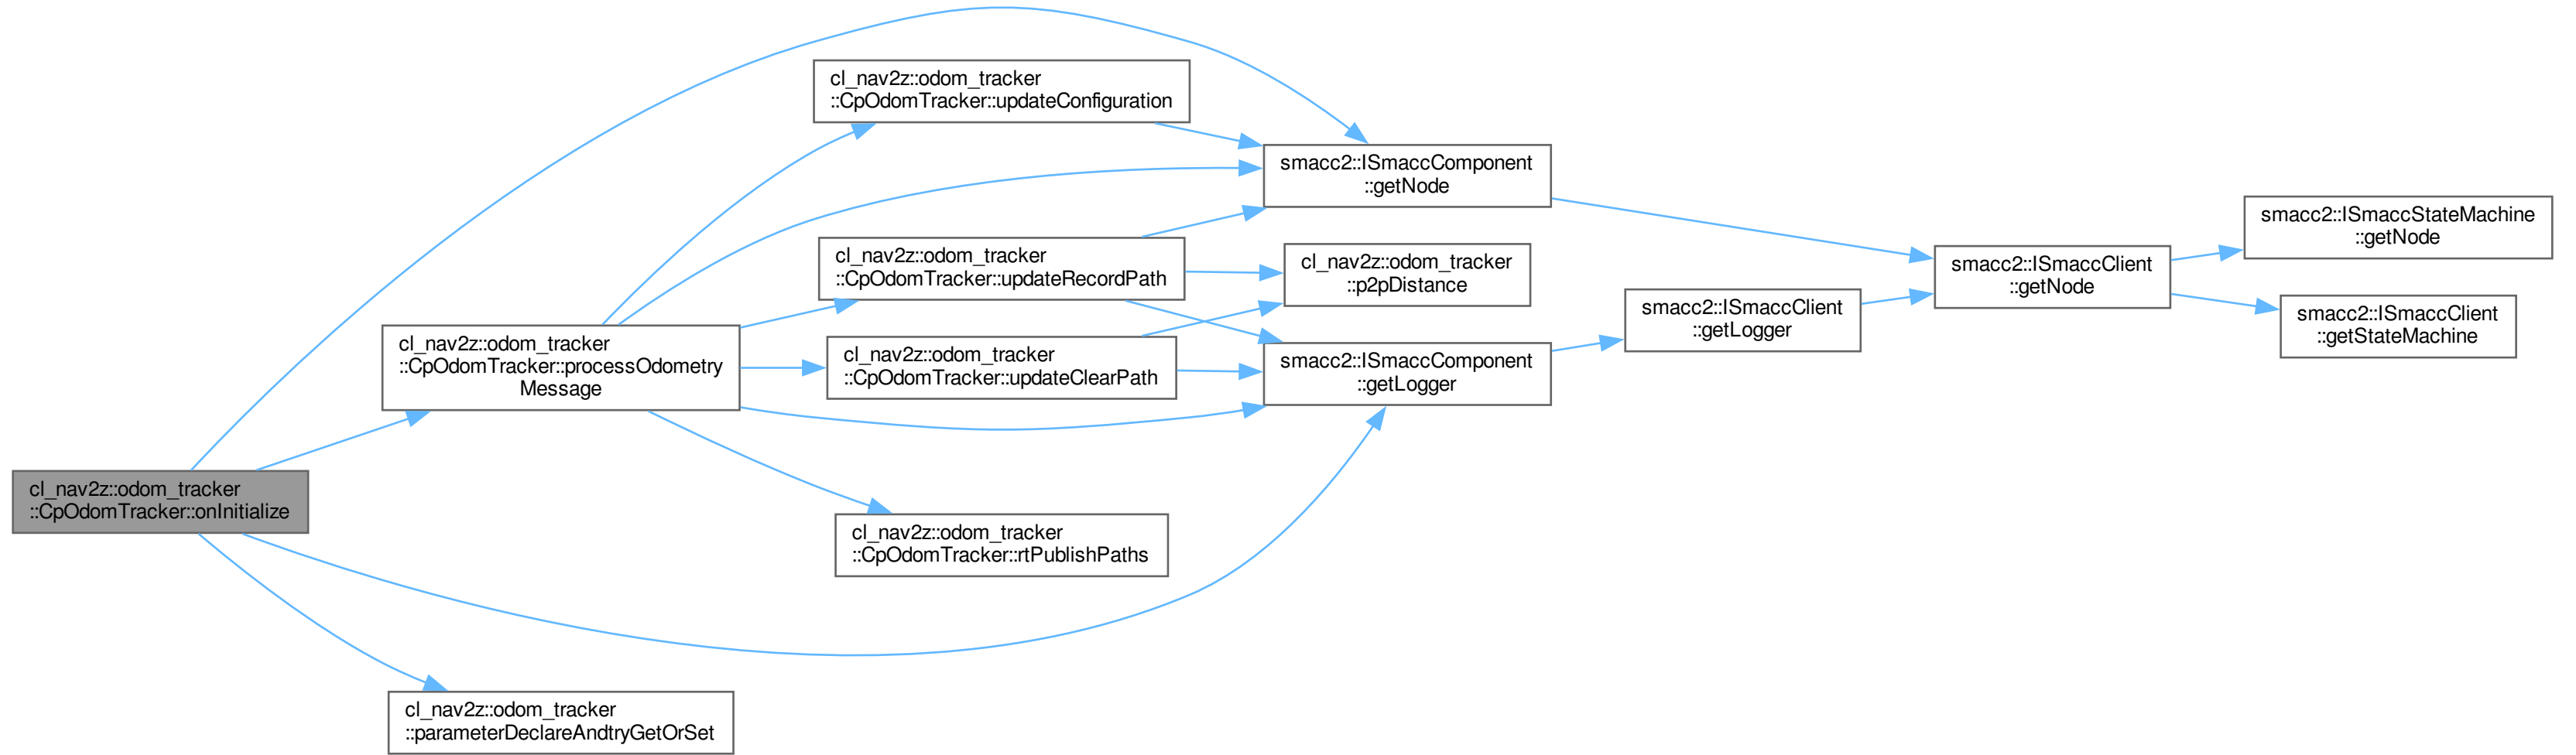 cl_nav2z::odom_tracker
::CpOdomTracker::onInitialize
cl_nav2z::odom_tracker
::CpOdomTracker::processOdometry
Message
cl_nav2z::odom_tracker
::parameterDeclareAndtryGetOrSet
cl_nav2z::odom_tracker
::CpOdomTracker::updateConfiguration
cl_nav2z::odom_tracker
::CpOdomTracker::updateRecordPath
cl_nav2z::odom_tracker
::CpOdomTracker::updateClearPath
cl_nav2z::odom_tracker
::CpOdomTracker::rtPublishPaths
smacc2::ISmaccComponent
::getNode
cl_nav2z::odom_tracker
::p2pDistance
smacc2::ISmaccComponent
::getLogger
smacc2::ISmaccClient
::getLogger
smacc2::ISmaccClient
::getNode
smacc2::ISmaccStateMachine
::getNode
smacc2::ISmaccClient
::getStateMachine